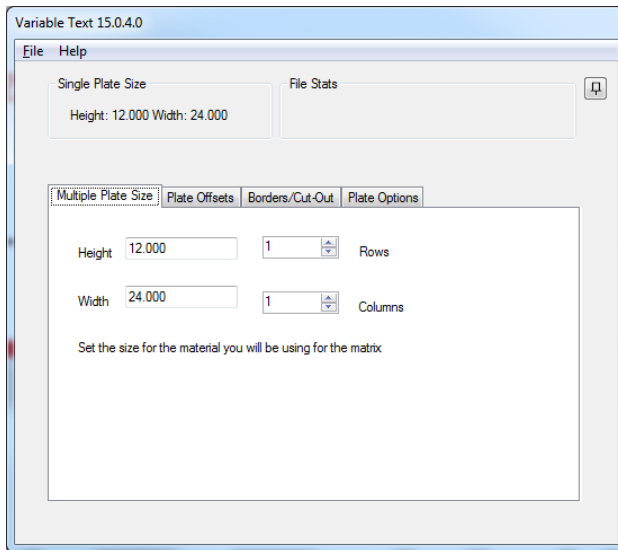 Variable Text 15.0.4.0
File Help
Single Plate Size
File Stats
Height: 12.000 Width: 24.000
Multiple Plate Size Plate Offsets Borders/Cut-Out Plate Options
Height 12.000 1 Rows
Width 24.000 1 Columns
Set the size for the material you will be using for the matrix